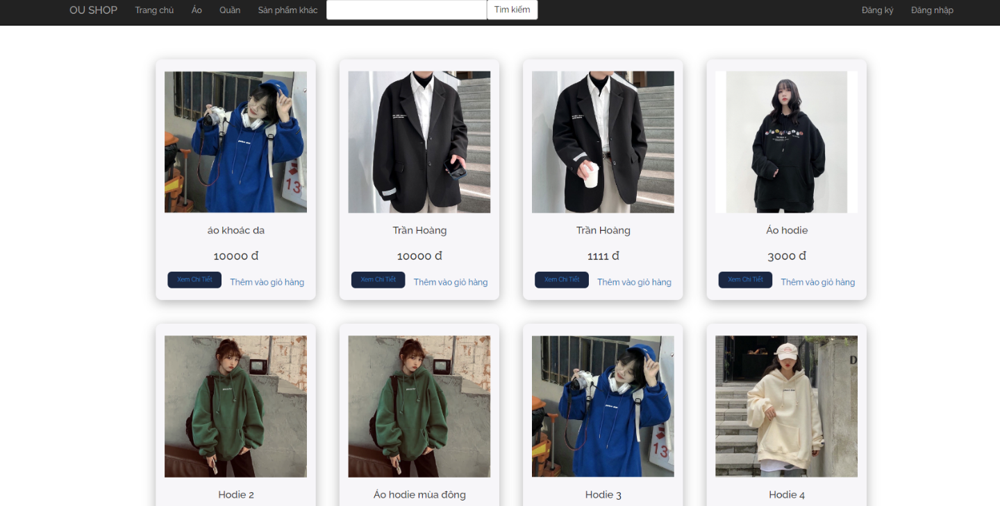 OU SHOP Trang chủ Áo Quần Sản phẩm khác Tìm kiếm Đăng ký Đăng nhập
13
áo khoác da Trần Hoàng Trần Hoàng Áo hodie
10000 đ 10000 đ 1111 đ 3000 đ
Xem Chi Tiết Thêm vào giỏ hàng Xem Chi Tiết Thêm vào giỏ hàng Xem Chi Tiết Thêm vào giỏ hàng Xem Chi Tiết Thêm vào giỏ hàng
D
13
Hodie 2 Áo hodie mùa đông Hodie 3 Hodie 4